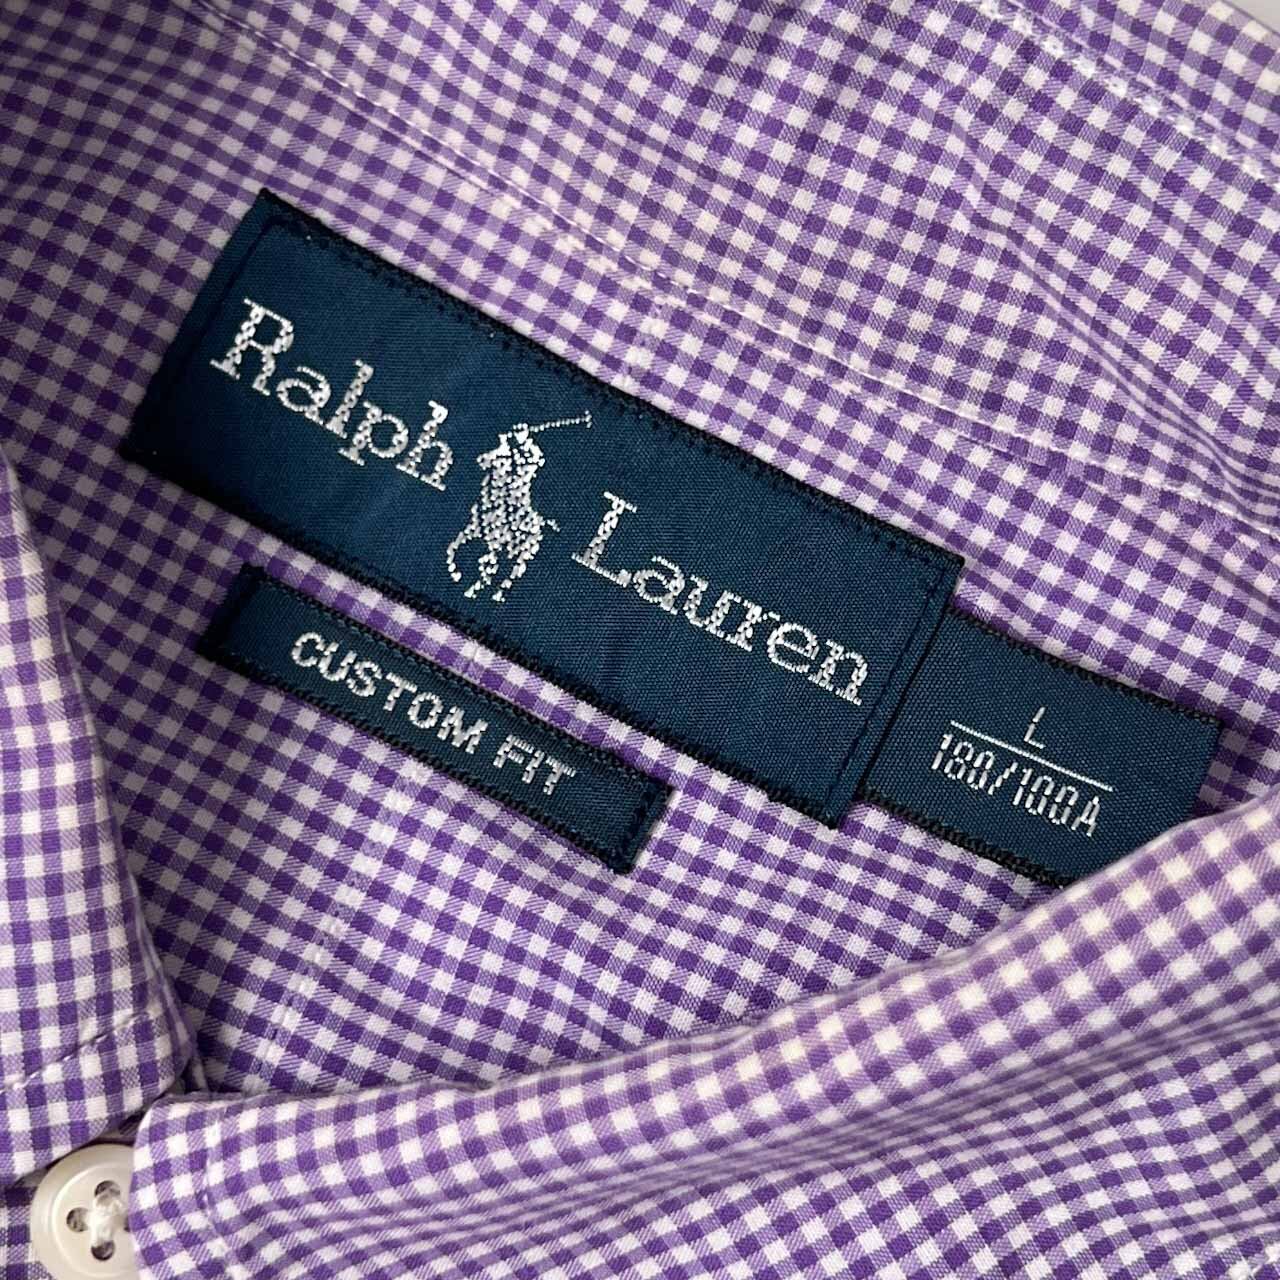 Ralph Lauren
CUSTOM FIT
L
180/100A